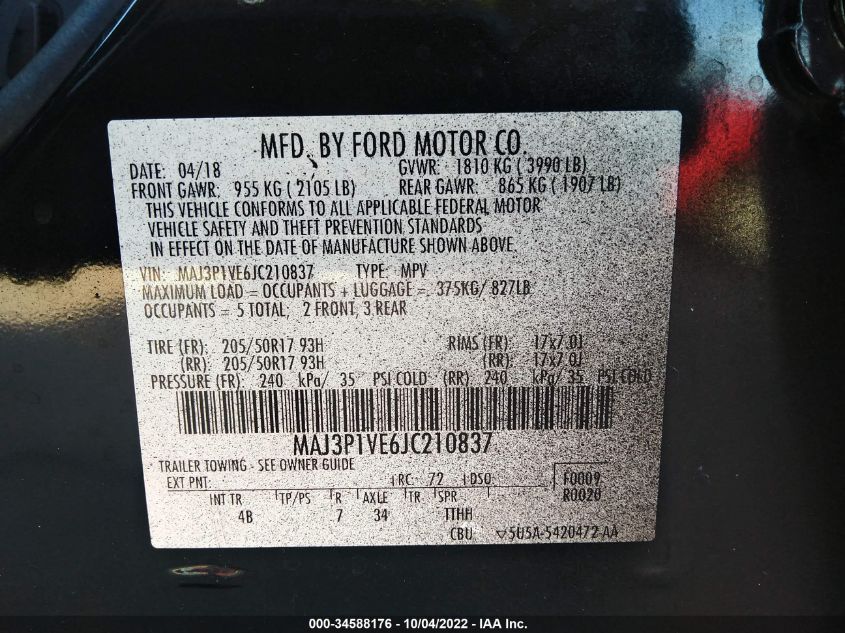 MFD. BY FORD MOTOR CO.
DATE: 04/18 GVWR: 1810 KG ( 3990 LB)
FRONT GAWR: 955 KG ( 2105 LB) REAR GAWR: 865 KG ( 1907 LB)
THIS VEHICLE CONFORMS TO ALL APPLICABLE FEDERAL MOTOR
VEHICLE SAFETY AND THEFT PREVENTION STANDARDS
IN EFFECT ON THE DATE OF MANUFACTURE SHOWN ABOVE.
VIN: MAJ3P1VE6JC210837 TYPE: MPV
MAXIMUM LOAD = OCCUPANTS + LUGGAGE = 375KG/ 827LB
OCCUPANTS = 5 TOTAL; 2 FRONT, 3 REAR
TIRE (FR): 205/50R17 93H RIMS (FR): 17x7.0J
(RR): 205/50R17 93H (RR): 17x7.0J
PRESSURE (FR): 240 kPa/ 35 PSI COLD (RR) 240 kPa/ 35 PSI COLD
MAJ3P1VE6JC210837
TRAILER TOWING - SEE OWNER GUIDE
EXT PNT: RC: 72 DSO: F0009
R0020
INT TR TP/PS R AXLE TR SPR
4B 7 34 TTHH
CBU ▽5U5A-5420472-AA
000-34588176 - 10/04/2022 - IAA Inc.